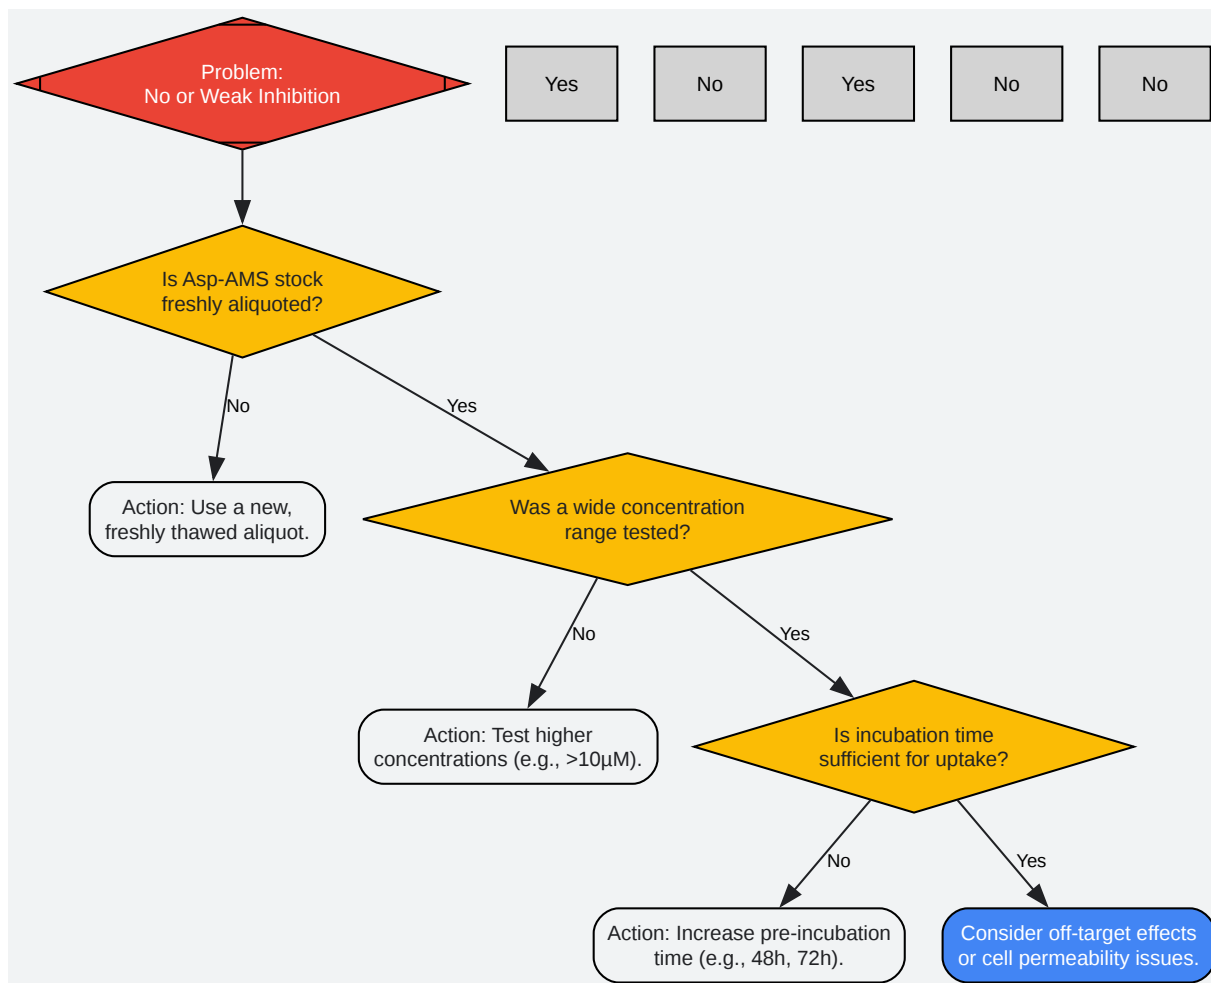 Problem:
No or Weak Inhibition
Yes
No
Yes
No
No
Is Asp-AMS stock
freshly aliquoted?
No
Yes
Action: Use a new,
freshly thawed aliquot.
Was a wide concentration
range tested?
No
Yes
Action: Test higher
concentrations (e.g., >10µM).
Is incubation time
sufficient for uptake?
No
Yes
Action: Increase pre-incubation
time (e.g., 48h, 72h).
Consider off-target effects
or cell permeability issues.